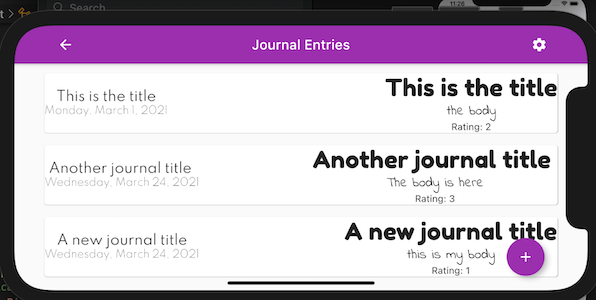 Search
11:26
Journal Entries
This is the title
Monday, March 1, 2021
This is the title
the body
Rating: 2
Another journal title
Wednesday, March 24, 2021
Another journal title
The body is here
Rating: 3
A new journal title
Wednesday, March 24, 2021
A new journal title
this is my body
Rating: 1